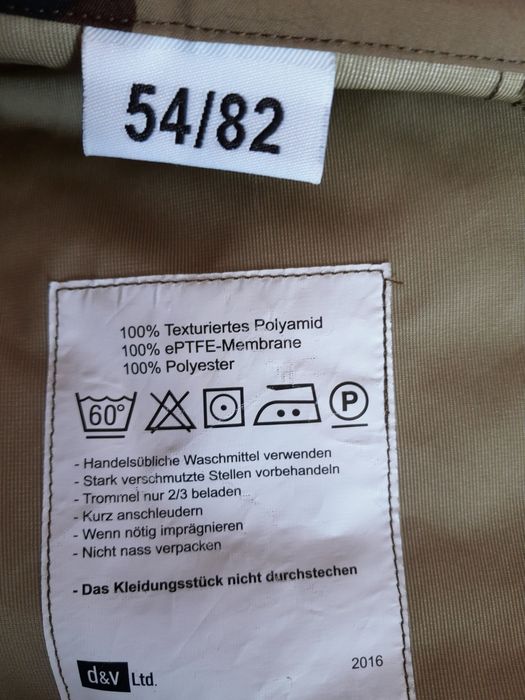 54/82
100% Texturiertes Polyamid
100% ePTFE-Membrane
100% Polyester
60°
P
- Handelsübliche Waschmittel verwenden
- Stark verschmutzte Stellen vorbehandeln
- Trommel nur 2/3 beladen
- Kurz anschleudern
- Wenn nötig imprägnieren
- Nicht nass verpacken
- Das Kleidungsstück nicht durchstechen
d&v Ltd.
2016